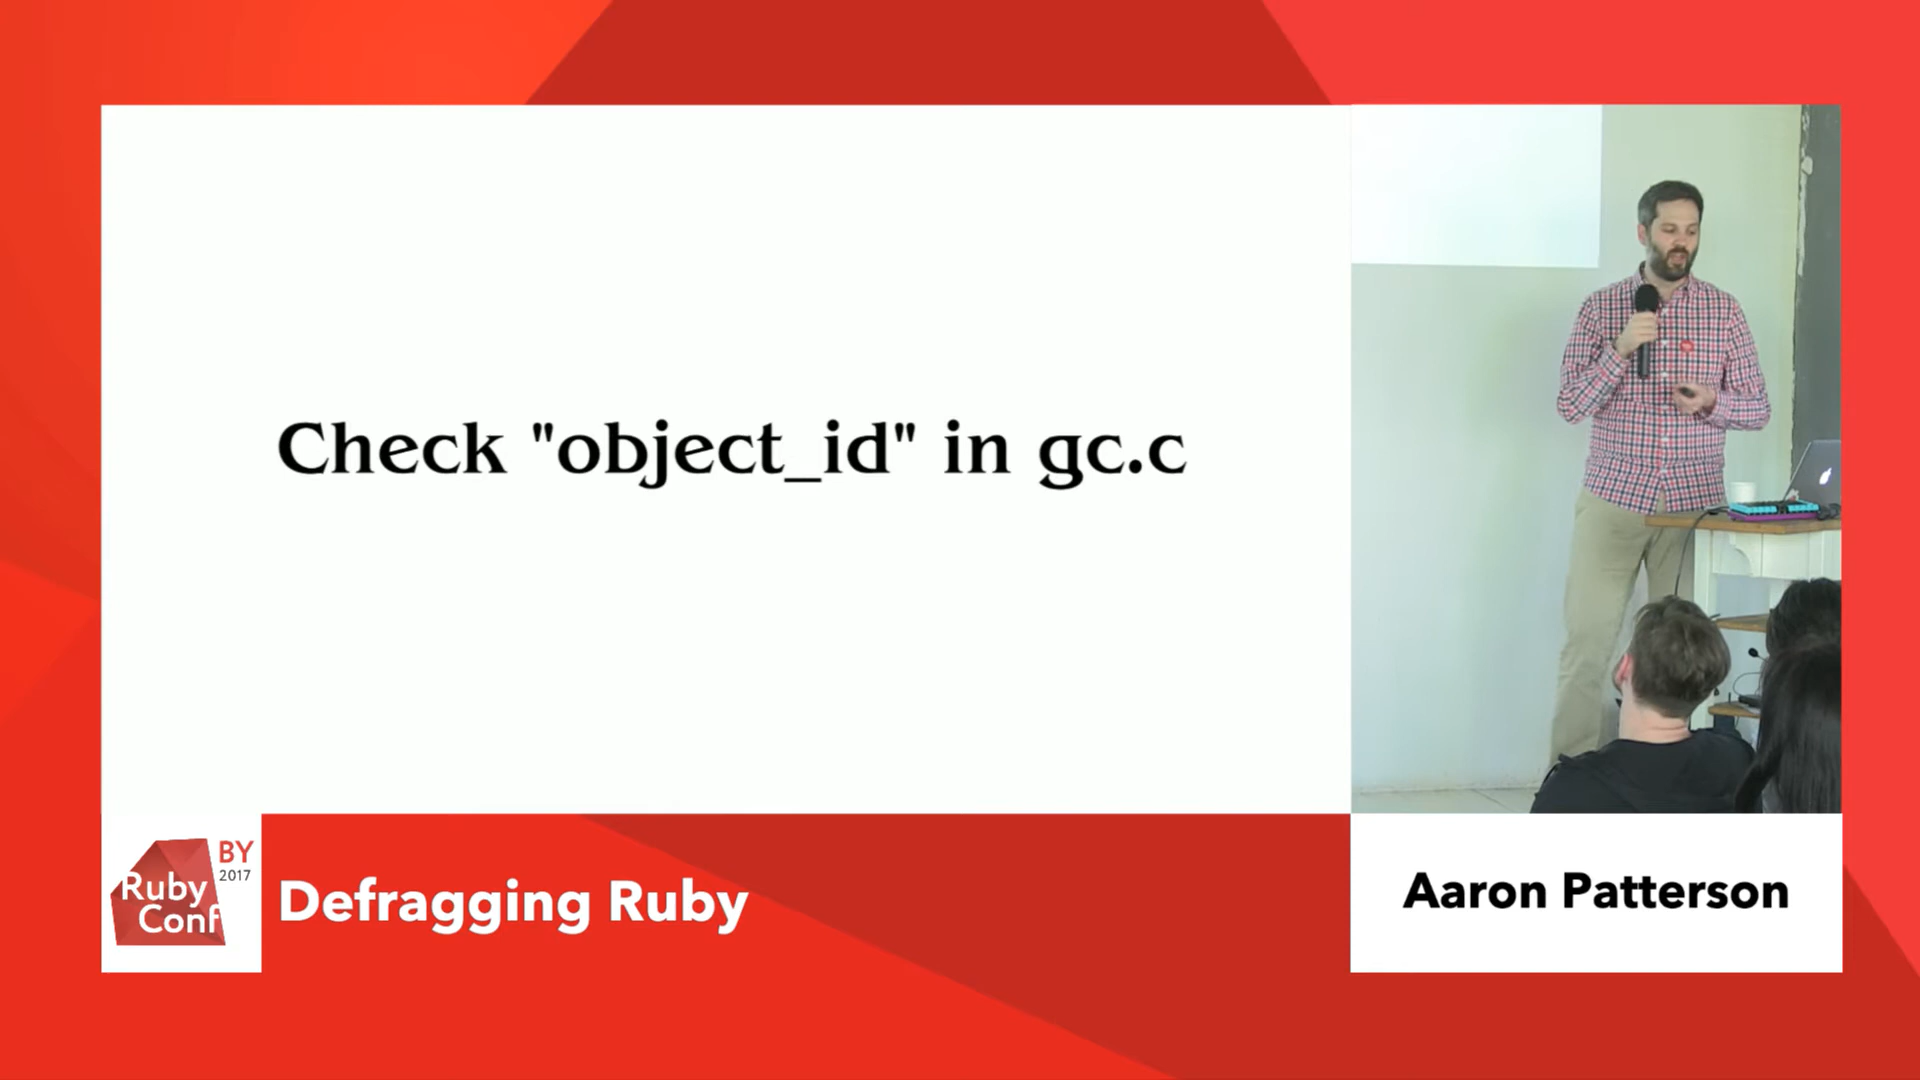 Check "object_id" in gc.c
BY
2017
Ruby
Conf
Defragging Ruby
Aaron Patterson